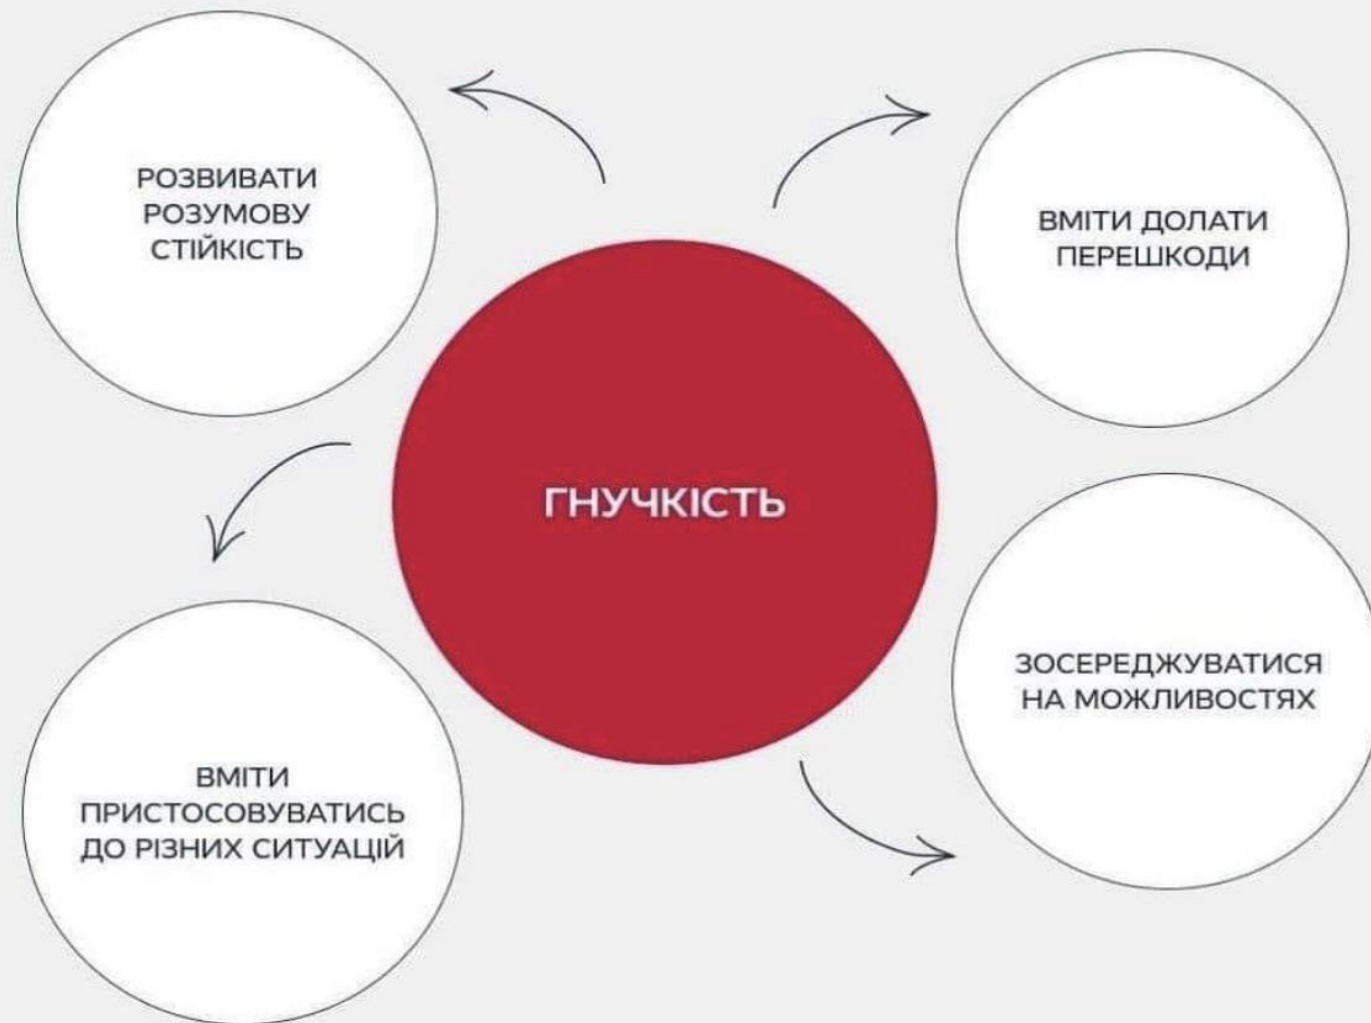 РОЗВИВАТИ
РОЗУМОВУ
СТІЙКІСТЬ
ВМІТИ ДОЛАТИ
ПЕРЕШКОДИ
ГНУЧКІСТЬ
ЗОСЕРЕДЖУВАТИСЯ
НА МОЖЛИВОСТЯХ
ВМІТИ
ПРИСТОСОВУВАТИСЬ
ДО РІЗНИХ СИТУАЦІЙ